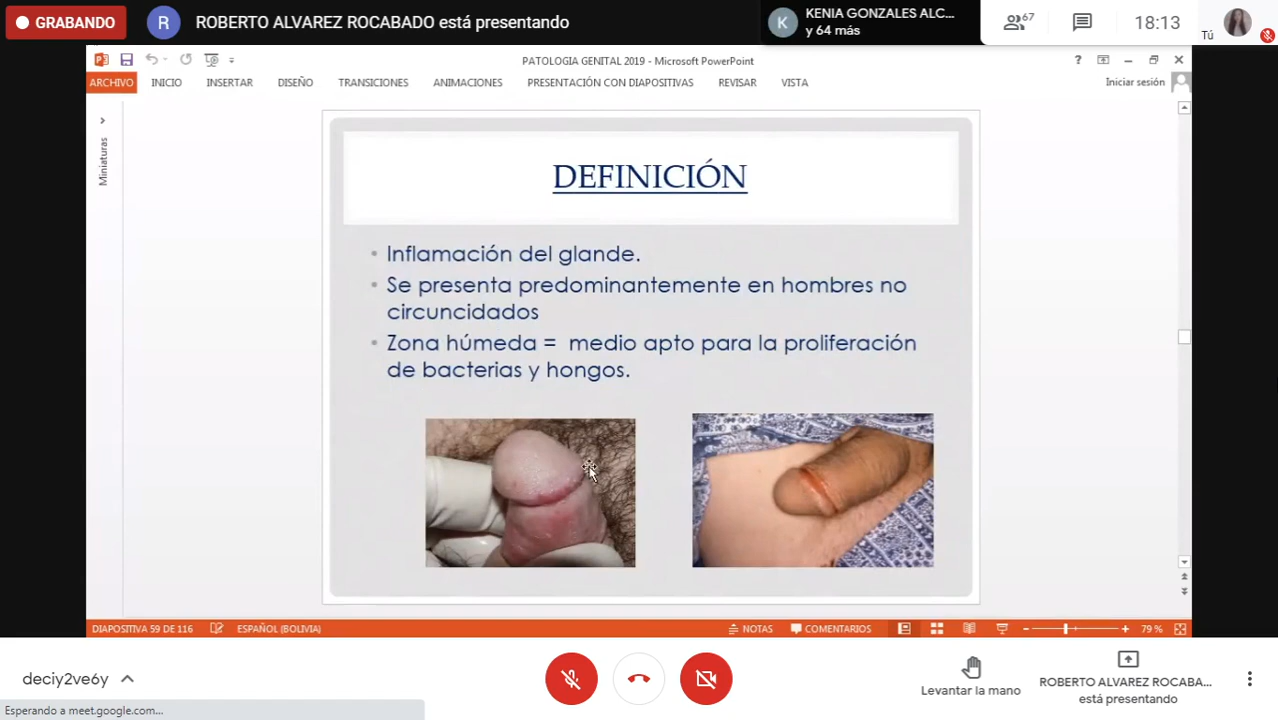 GRABANDO
R
ROBERTO ALVAREZ ROCABADO está presentando
K
KENIA GONZALES ALC...
y 64 más
67
18:13
Tú
PATOLOGIA GENITAL 2019 - Microsoft PowerPoint
?
ARCHIVO INICIO INSERTAR DISEÑO TRANSICIONES ANIMACIONES PRESENTACIÓN CON DIAPOSITIVAS REVISAR VISTA
Iniciar sesión
Miniaturas
DEFINICIÓN
• Inflamación del glande.
• Se presenta predominantemente en hombres no
circuncidados
• Zona húmeda = medio apto para la proliferación
de bacterias y hongos.
DIAPOSITIVA 59 DE 116 ESPAÑOL (BOLIVIA) NOTAS COMENTARIOS 79 %
deciy2ve6y
Levantar la mano
ROBERTO ALVAREZ ROCABA...
está presentando
Esperando a meet.google.com...